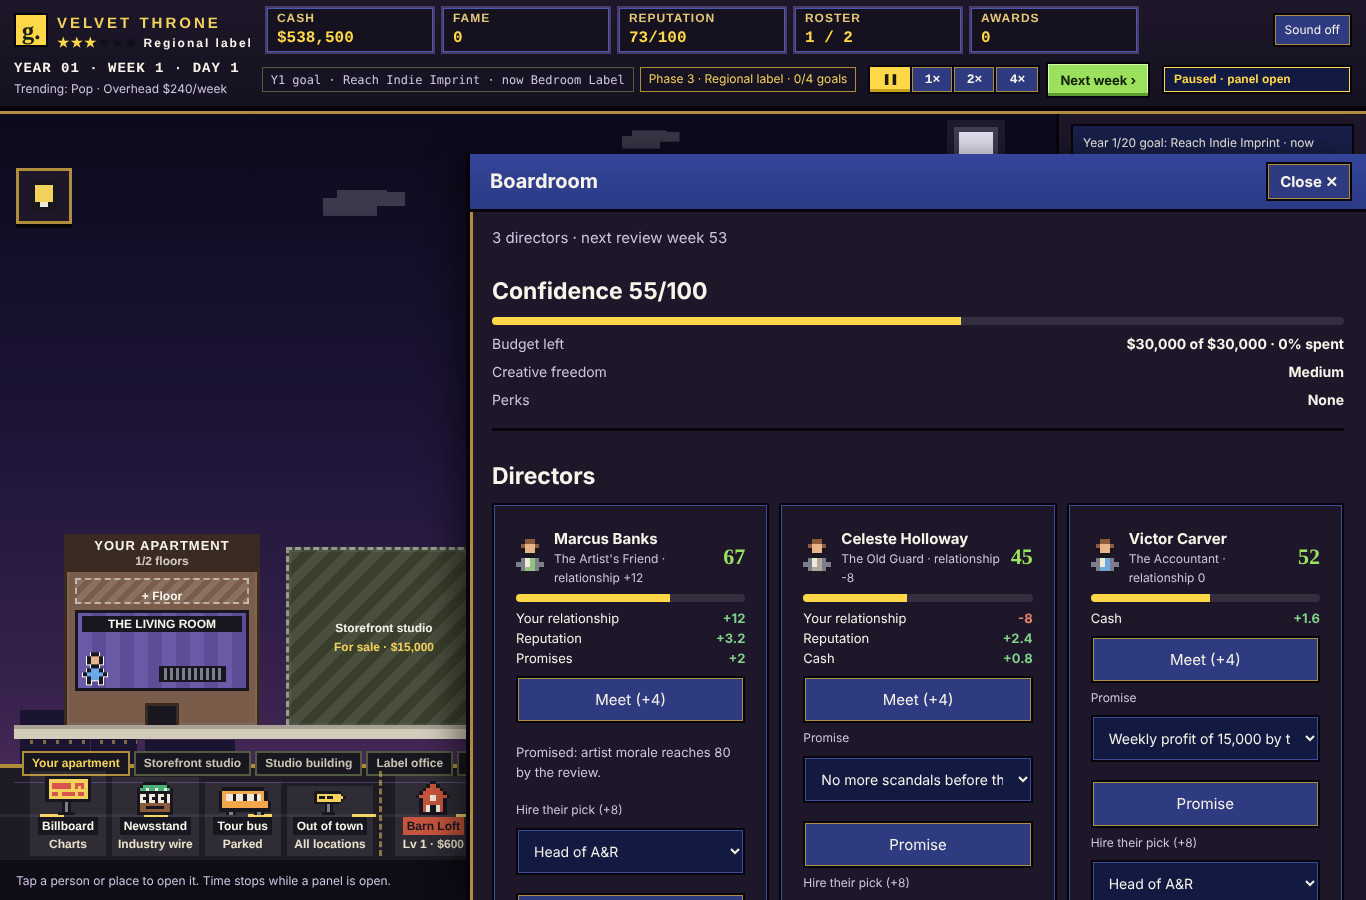 g.
VELVET THRONE
★★★★★★ Regional label
CASH
$538,500
FAME
0
REPUTATION
73/100
ROSTER
1 / 2
AWARDS
0
Sound off
YEAR 01 · WEEK 1 · DAY 1
Trending: Pop · Overhead $240/week
Y1 goal · Reach Indie Imprint · now Bedroom Label
Phase 3 · Regional label · 0/4 goals
1×
2×
4×
Next week ›
Paused · panel open
Year 1/20 goal: Reach Indie Imprint · now
Boardroom
Close ✕
3 directors · next review week 53
Confidence 55/100
Budget left
$30,000 of $30,000 · 0% spent
Creative freedom
Medium
Perks
None
Directors
Marcus Banks
The Artist's Friend ·
relationship +12
67
Your relationship
+12
Reputation
+3.2
Promises
+2
Meet (+4)
Promised: artist morale reaches 80
by the review.
Hire their pick (+8)
Head of A&R
Celeste Holloway
The Old Guard · relationship
-8
45
Your relationship
-8
Reputation
+2.4
Cash
+0.8
Meet (+4)
Promise
No more scandals before th
Promise
Hire their pick (+8)
Victor Carver
The Accountant ·
relationship 0
52
Cash
+1.6
Meet (+4)
Promise
Weekly profit of 15,000 by t
Promise
Hire their pick (+8)
Head of A&R
YOUR APARTMENT
1/2 floors
+ Floor
THE LIVING ROOM
Storefront studio
For sale · $15,000
Your apartment
Storefront studio
Studio building
Label office
Billboard
Charts
Newsstand
Industry wire
Tour bus
Parked
Out of town
All locations
Barn Loft
Lv 1 · $600
Tap a person or place to open it. Time stops while a panel is open.